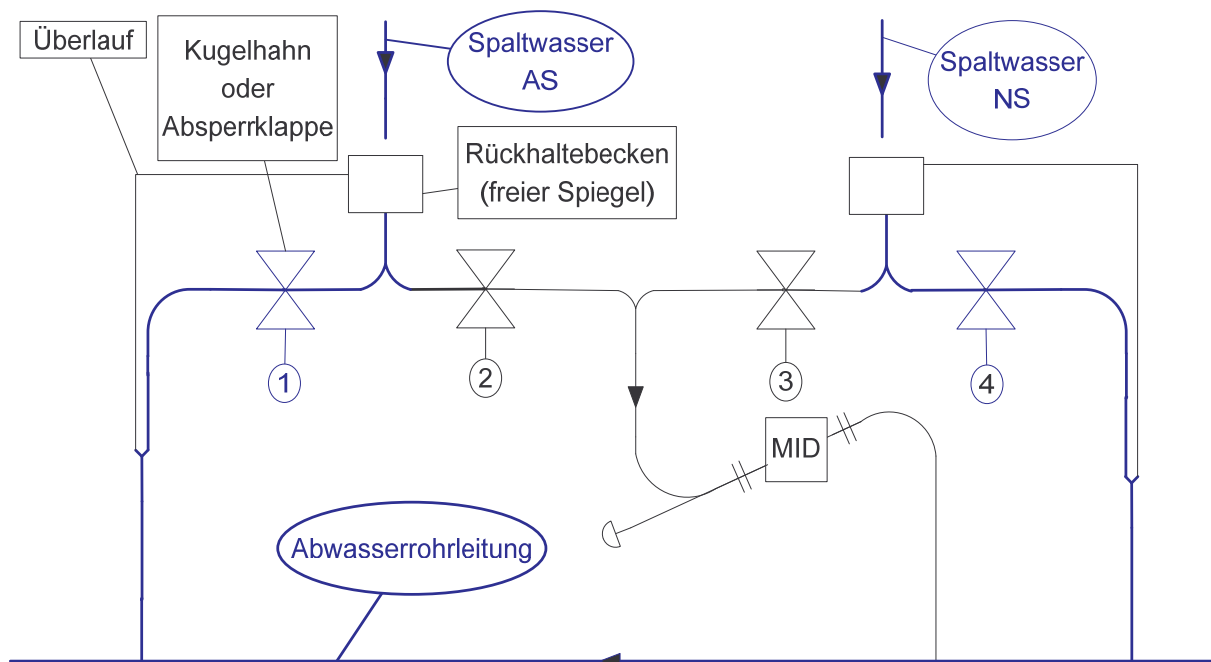 Überlauf
Kugelhahn
oder
Absperrklappe
Spaltwasser
AS
Spaltwasser
NS
Rückhaltebecken
(freier Spiegel)
1
2
3
4
MID
Abwasserrohrleitung